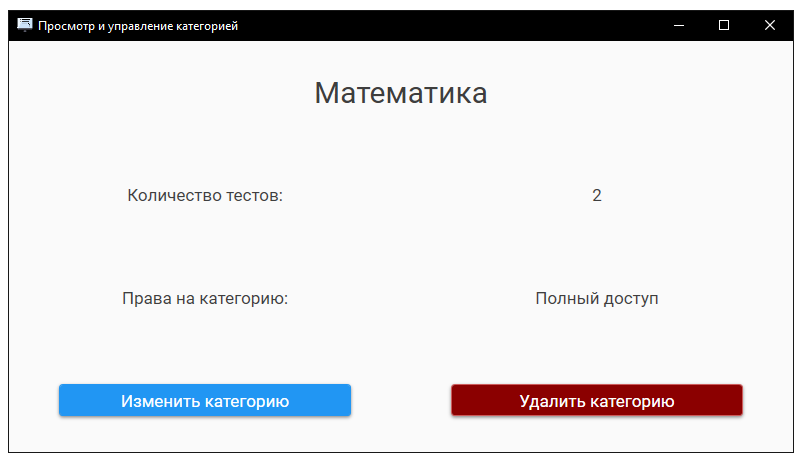 Просмотр и управление категорией
Математика
Количество тестов: 2
Права на категорию: Полный доступ
Изменить категорию Удалить категорию